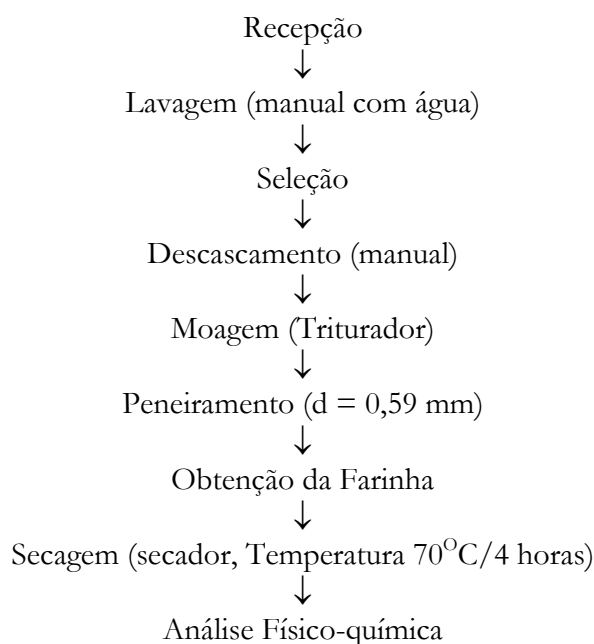 Recepção
↓
Lavagem (manual com água)
↓
Seleção
↓
Descascamento (manual)
↓
Moagem (Triturador)
↓
Peneiramento (d = 0,59 mm)
↓
Obtenção da Farinha
↓
Secagem (secador, Temperatura 70ᴼC/4 horas)
↓
Análise Físico-química